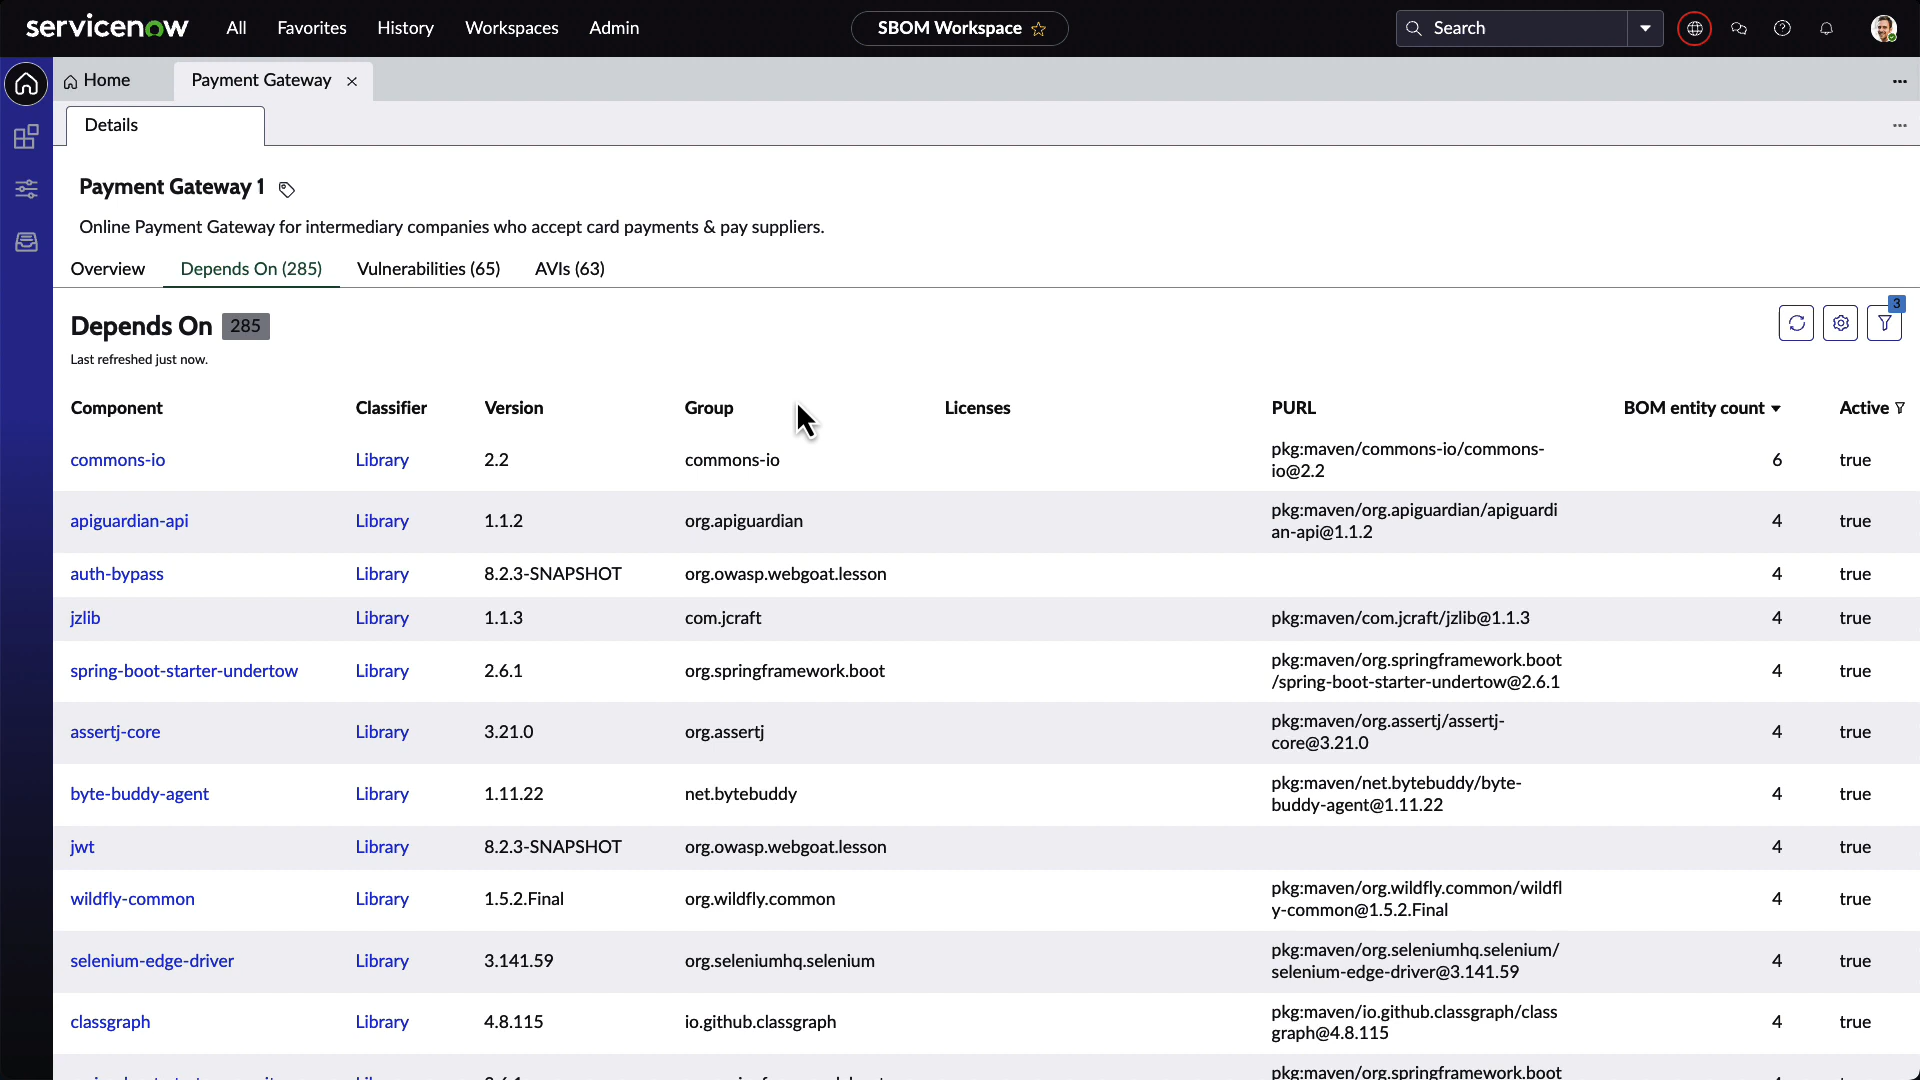 servicenow All Favorites History Workspaces Admin SBOM Workspace Search
Home Payment Gateway
Details
Payment Gateway 1
Online Payment Gateway for intermediary companies who accept card payments & pay suppliers.
Overview Depends On (285) Vulnerabilities (65) AVIs (63)
Depends On 285
3
Last refreshed just now.
Component Classifier Version Group Licenses PURL BOM entity count Active
commons-io Library 2.2 commons-io pkg:maven/commons-
io@2.2 6 true
apiguardian-api Library 1.1.2 org.apiguardian pkg:maven/org.apiguardian/apiguardi
an-api@1.1.2 4 true
auth-bypass Library 8.2.3-SNAPSHOT org.owasp.webgoat.lesson 4 true
jzlib Library 1.1.3 com.jcraft pkg:maven/com.jcraft/jzlib@1.1.3 4 true
spring-boot-starter-undertow Library 2.6.1 org.springframework.boot pkg:maven/org.springframework.boot
/spring-boot-starter-undertow@2.6.1 4 true
assertj-core Library 3.21.0 org.assertj pkg:maven/org.assertj/assertj-
core@3.21.0 4 true
byte-buddy-agent Library 1.11.22 net.bytebuddy pkg:maven/net.bytebuddy/byte-
buddy-agent@1.11.22 4 true
jwt Library 8.2.3-SNAPSHOT org.owasp.webgoat.lesson 4 true
wildfly-common Library 1.5.2.Final org.wildfly.common pkg:maven/org.wildfly.common/wildfl
y-common@1.5.2.Final 4 true
selenium-edge-driver Library 3.141.59 org.seleniumhq.selenium pkg:maven/org.seleniumhq.selenium/
selenium-edge-driver@3.141.59 4 true
classgraph Library 4.8.115 io.github.classgraph pkg:maven/io.github.classgraph/class
graph@4.8.115 4 true
pkg:maven/org.springframework.boot